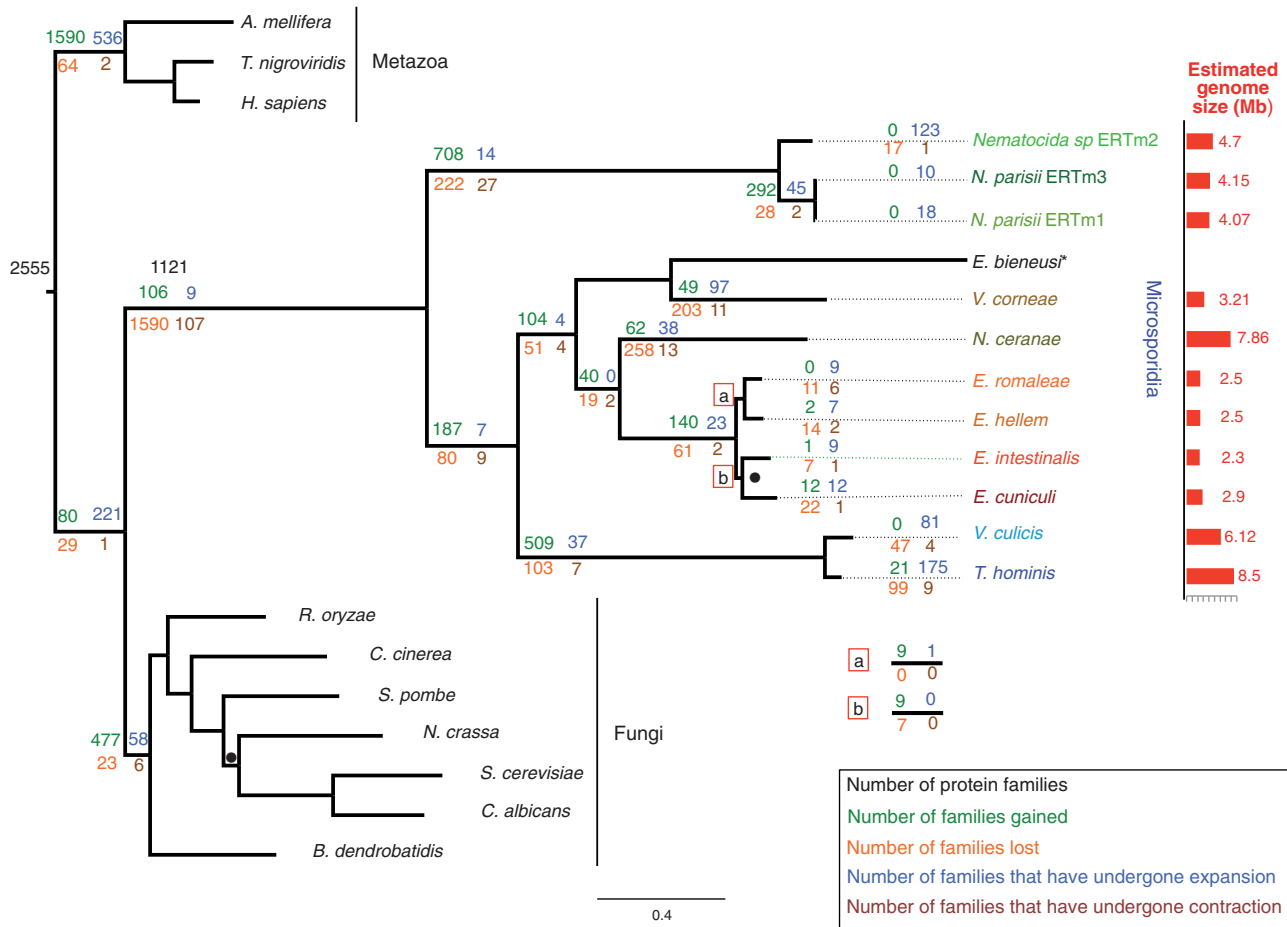 A. mellifera
1590 536
64 2
T. nigroviridis
Metazoa
H. sapiens
Estimated
genome
size (Mb)
0 123
17 1
Nematocida sp ERTm2
4.7
708 14
222 27
0 10
N. parisii ERTm3
4.15
292 45
28 2
0 18
N. parisii ERTm1
4.07
2555
1121
106 9
1590 107
E. bieneusi*
49 97
203 11
V. corneae
3.21
Microsporidia
104 4
51 4
62 38
258 13
N. ceranae
7.86
40 0
19 2
0 9
11 6
E. romaleae
2.5
a
2 7
14 2
E. hellem
2.5
140 23
61 2
187 7
80 9
1 9
7 1
E. intestinalis
2.3
b
12 12
22 1
E. cuniculi
2.9
80 221
29 1
0 81
47 4
V. culicis
6.12
509 37
103 7
21 175
99 9
T. hominis
8.5
R. oryzae
C. cinerea
a
9 1
0 0
S. pombe
b
9 0
7 0
N. crassa
Fungi
477 58
23 6
S. cerevisiae
C. albicans
B. dendrobatidis
0.4
Number of protein families
Number of families gained
Number of families lost
Number of families that have undergone expansion
Number of families that have undergone contraction